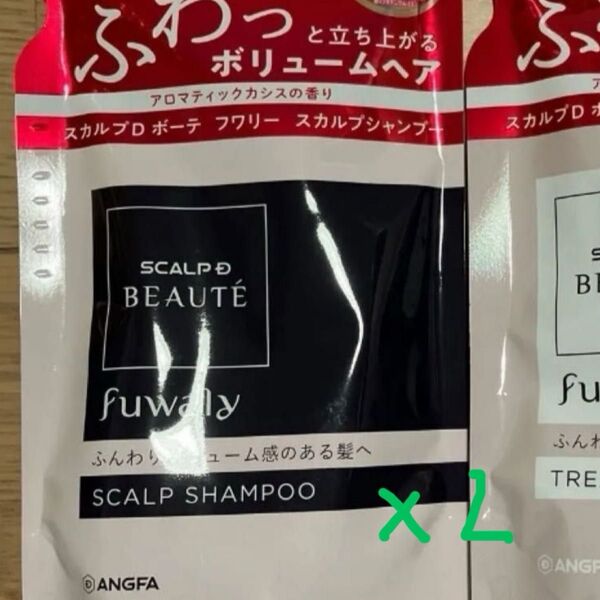 ふわっ
と立ち上がる
ボリュームヘア
アロマティックカシスの香り
スカルプD ボーテ フワリー スカルプシャンプー
SCALP D
BEAUTÉ
fuwaly
ふんわり ューム感のある髪へ
SCALP SHAMPOO
ANGFA
x 2
ふ
スカルプD ボ
S
BE
fu
ふんわ
TRE
ANGFA